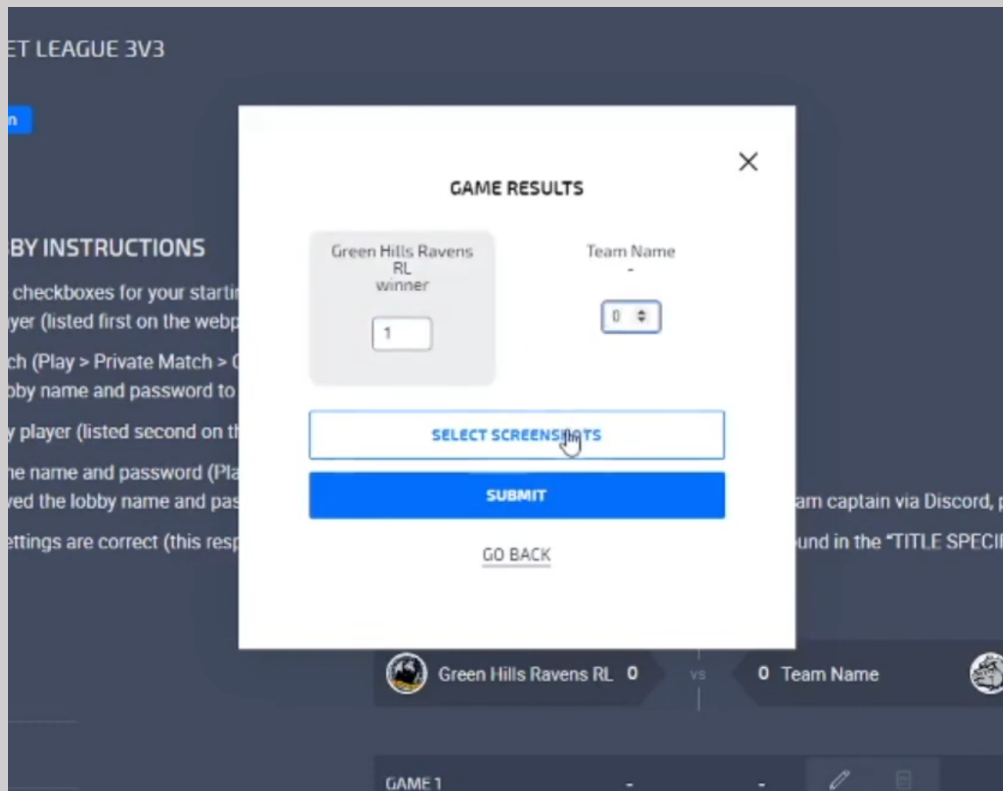 ET LEAGUE 3V3
n
GAME RESULTS
Green Hills Ravens
RL
winner
1
Team Name
-
0
SELECT SCREENSHOTS
SUBMIT
GO BACK
BY INSTRUCTIONS
checkboxes for your startin
yer (listed first on the webp
ch (Play > Private Match > C
bby name and password to
y player (listed second on th
ne name and password (Pla
ved the lobby name and pas
am captain via Discord, p
ettings are correct (this resp
und in the “TITLE SPECIF
Green Hills Ravens RL 0 vs 0 Team Name
GAME 1 - -